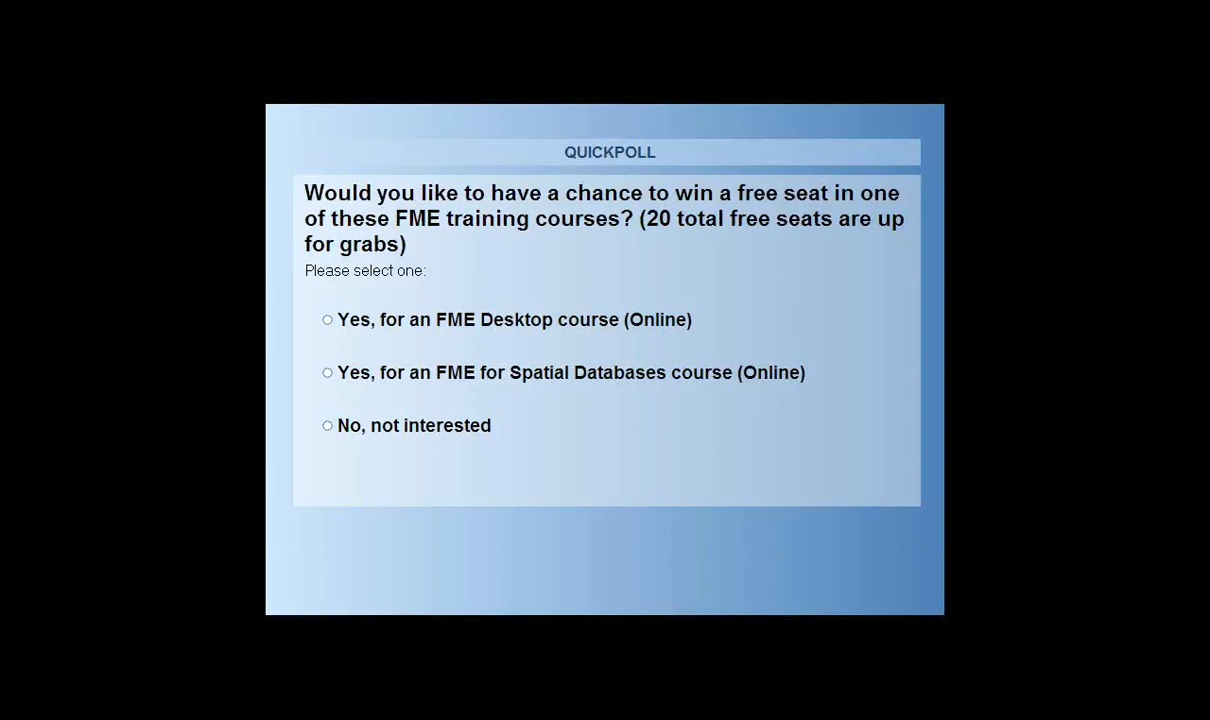 QUICKPOLL
Would you like to have a chance to win a free seat in one
of these FME training courses? (20 total free seats are up
for grabs)
Please select one:
Yes, for an FME Desktop course (Online)
Yes, for an FME for Spatial Databases course (Online)
No, not interested